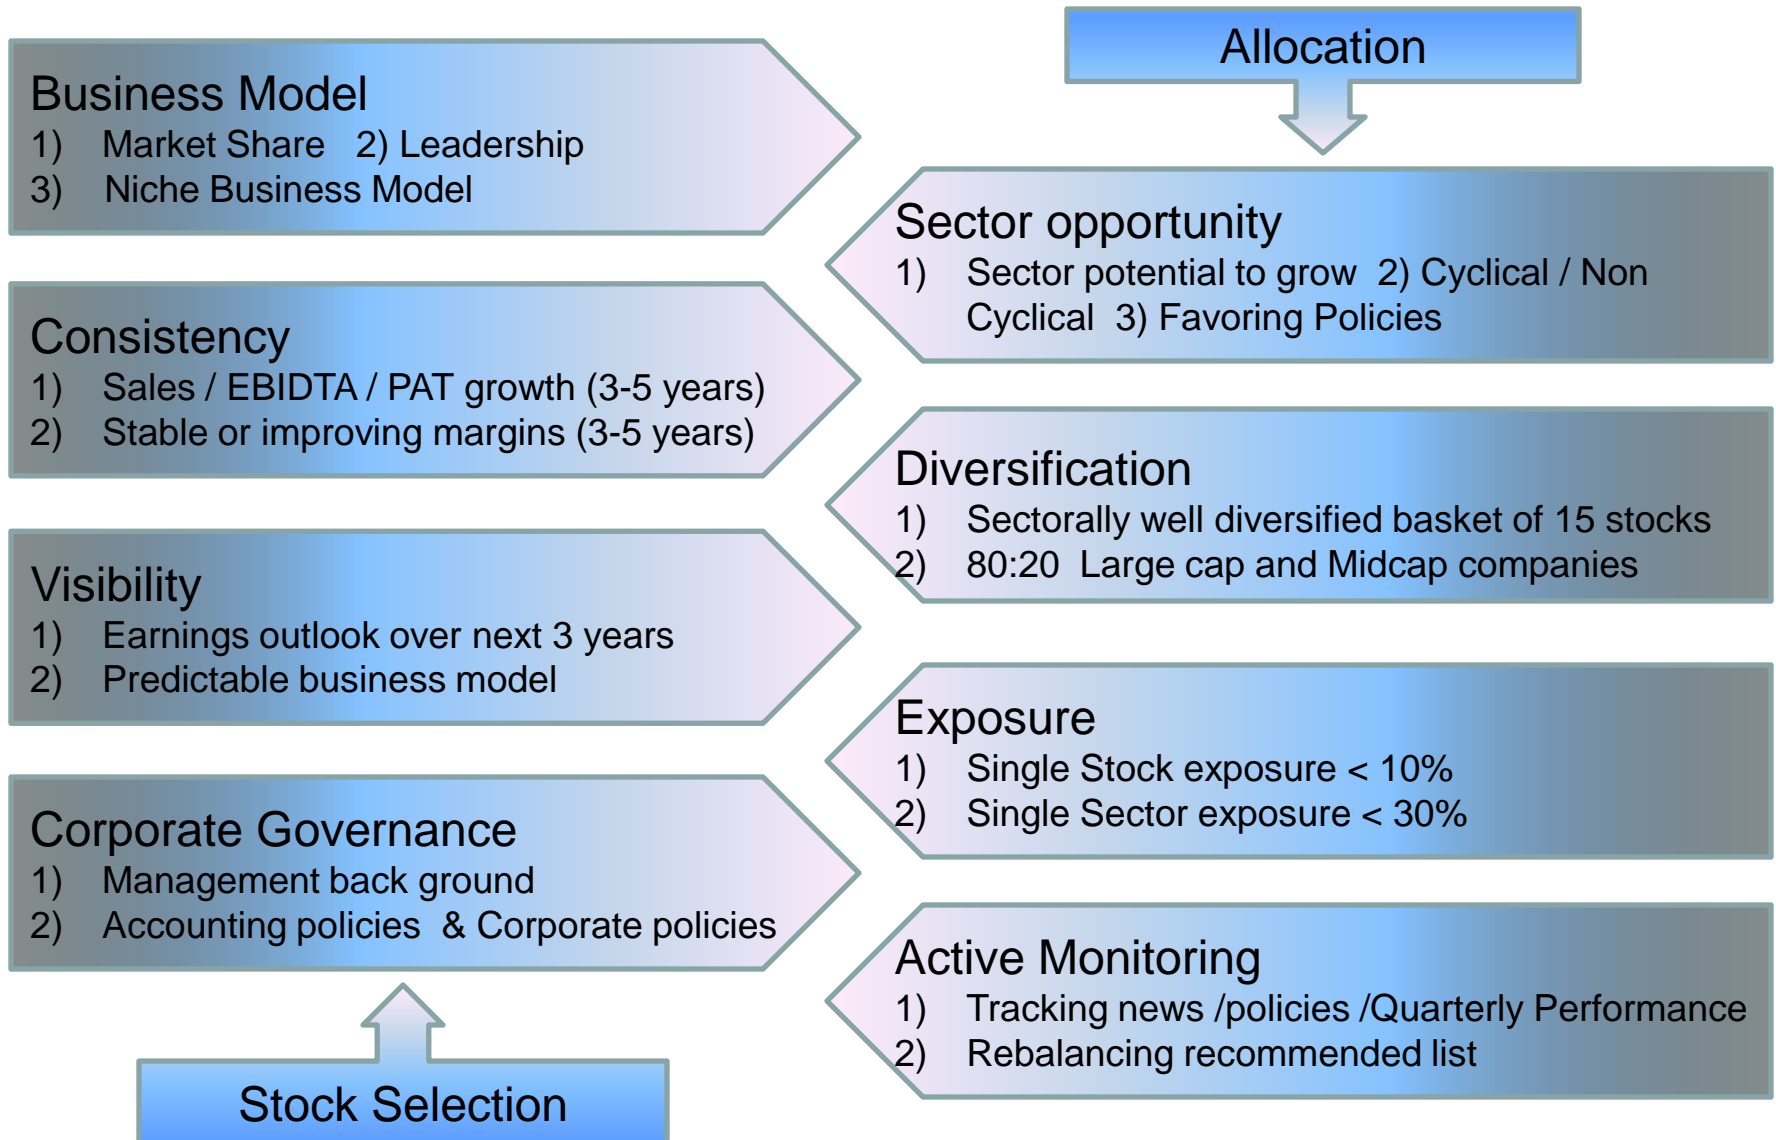 Business Model
1) Market Share 2) Leadership
3) Niche Business Model
Consistency
1) Sales / EBIDTA / PAT growth (3-5 years)
2) Stable or improving margins (3-5 years)
Visibility
1) Earnings outlook over next 3 years
2) Predictable business model
Corporate Governance
1) Management back ground
2) Accounting policies & Corporate policies
Stock Selection
Allocation
Sector opportunity
1) Sector potential to grow 2) Cyclical / Non
Cyclical 3) Favoring Policies
Diversification
1) Sectorally well diversified basket of 15 stocks
2) 80:20 Large cap and Midcap companies
Exposure
1) Single Stock exposure < 10%
2) Single Sector exposure < 30%
Active Monitoring
1) Tracking news /policies /Quarterly Performance
2) Rebalancing recommended list